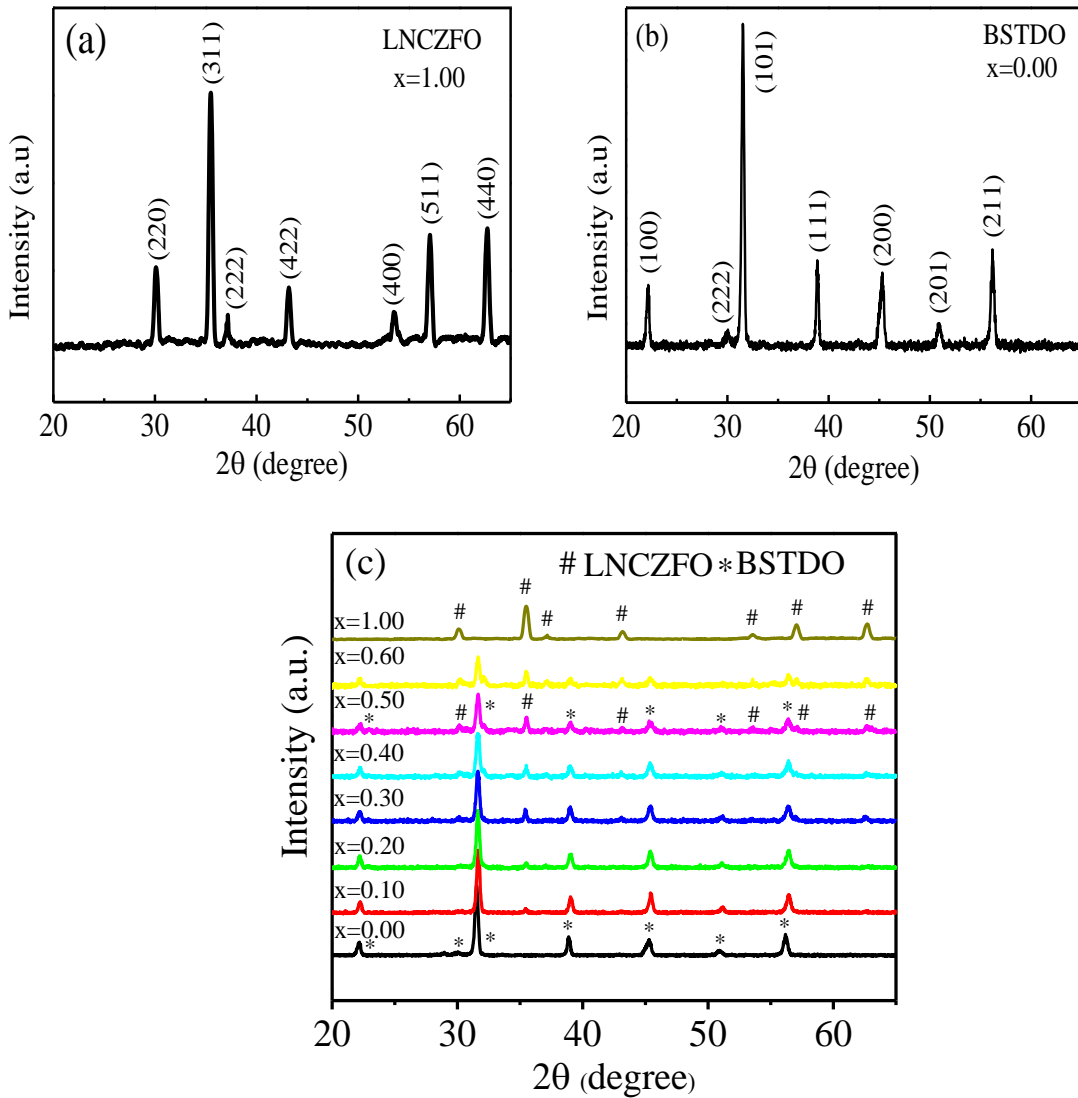 (a)
LNCZFO
x=1.00
(220)
(311)
(222)
(422)
(400)
(511)
(440)
Intensity (a.u)
20 30 40 50 60
2θ (degree)
(b)
BSTDO
x=0.00
(100)
(222)
(101)
(111)
(200)
(201)
(211)
Intensity (a.u)
20 30 40 50 60
2θ (degree)
(c)
# LNCZFO * BSTDO
# # # # # # #
x=1.00
x=0.60
x=0.50
* # * # * # * * # * # #
x=0.40
x=0.30
x=0.20
x=0.10
x=0.00
* * * * * * *
Intensity (a.u.)
20 30 40 50 60
2θ (degree)